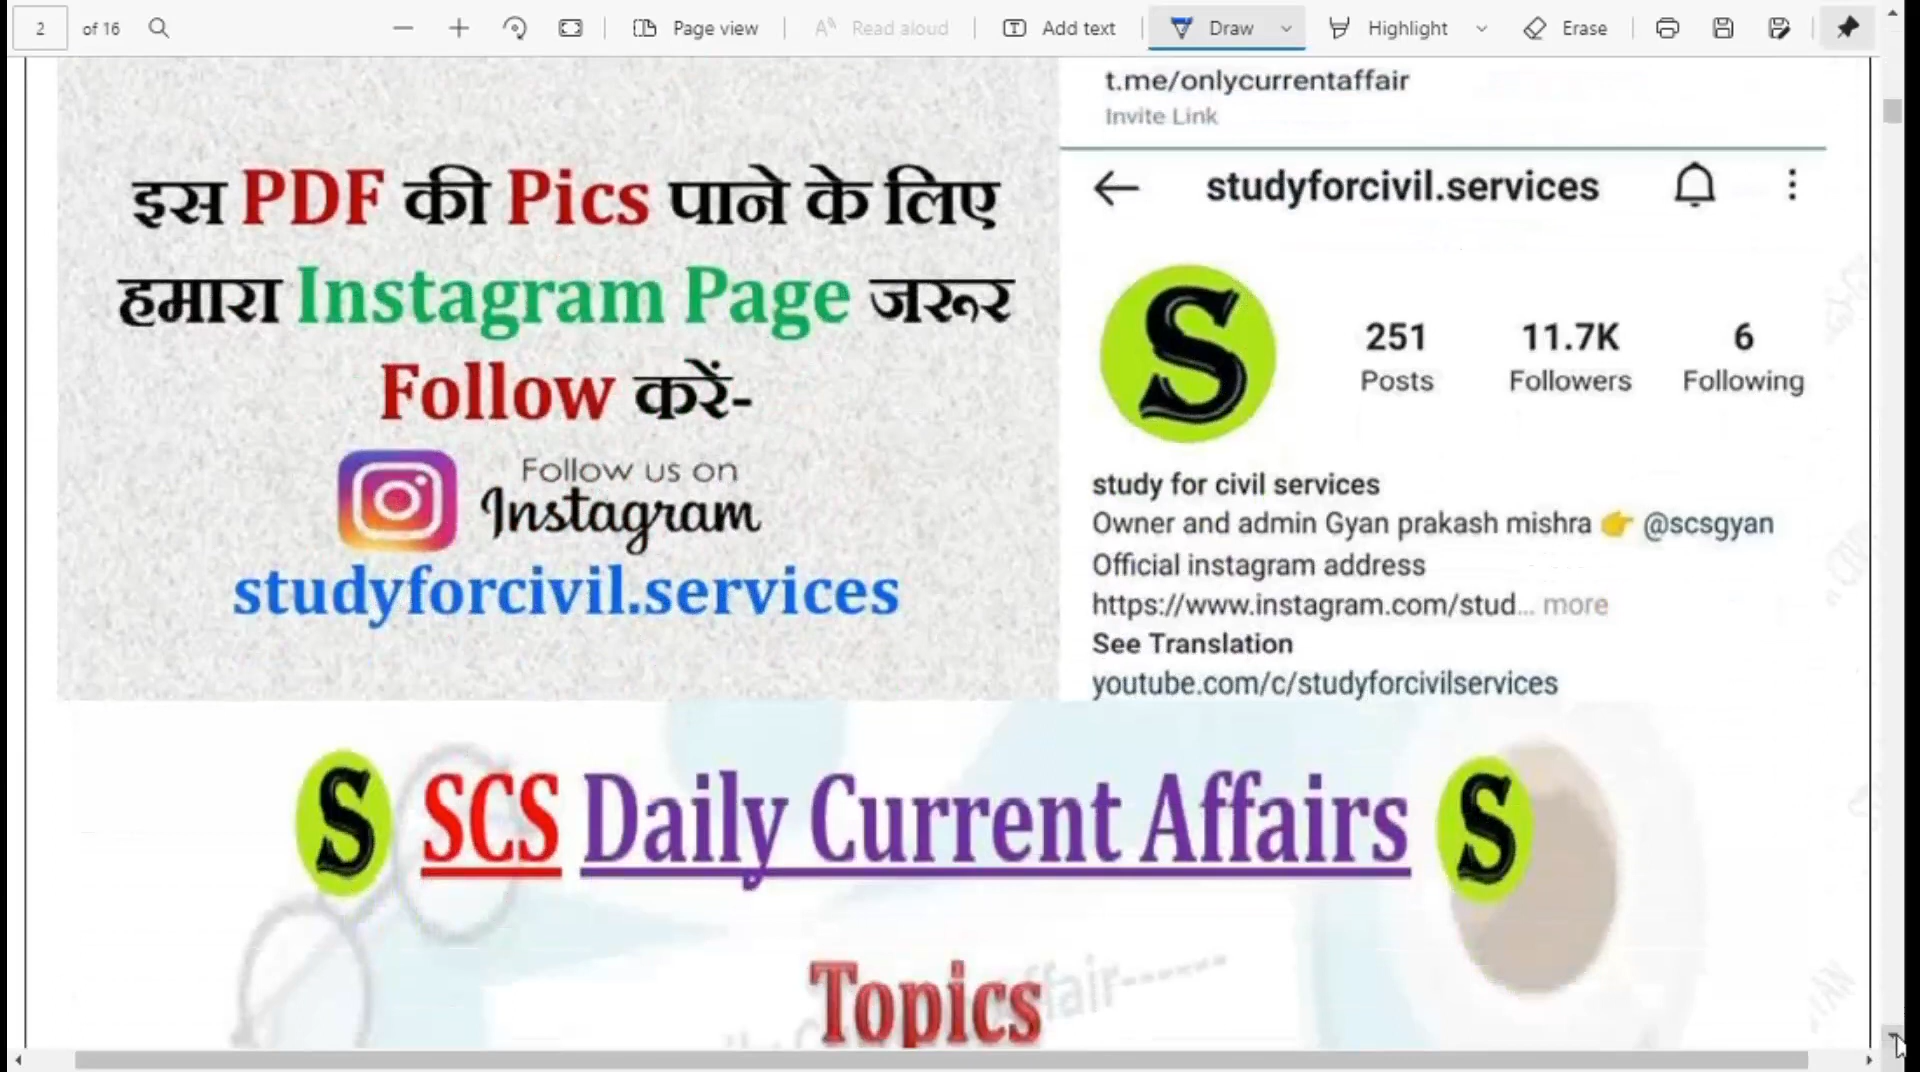 2 of 16 Page view Read aloud Add text Draw Highlight Erase
t.me/onlycurrentaffair
Invite Link
इस PDF की Pics पाने के लिए
हमारा Instagram Page जरूर
Follow करें-
Follow us on
Instagram
studyforcivil.services
studyforcivil.services
S
251 11.7K 6
Posts Followers Following
study for civil services
Owner and admin Gyan prakash mishra 👉 @scsgyan
Official instagram address
https://www.instagram.com/stud... more
See Translation
youtube.com/c/studyforcivilservices
S SCS Daily Current Affairs S
Topics